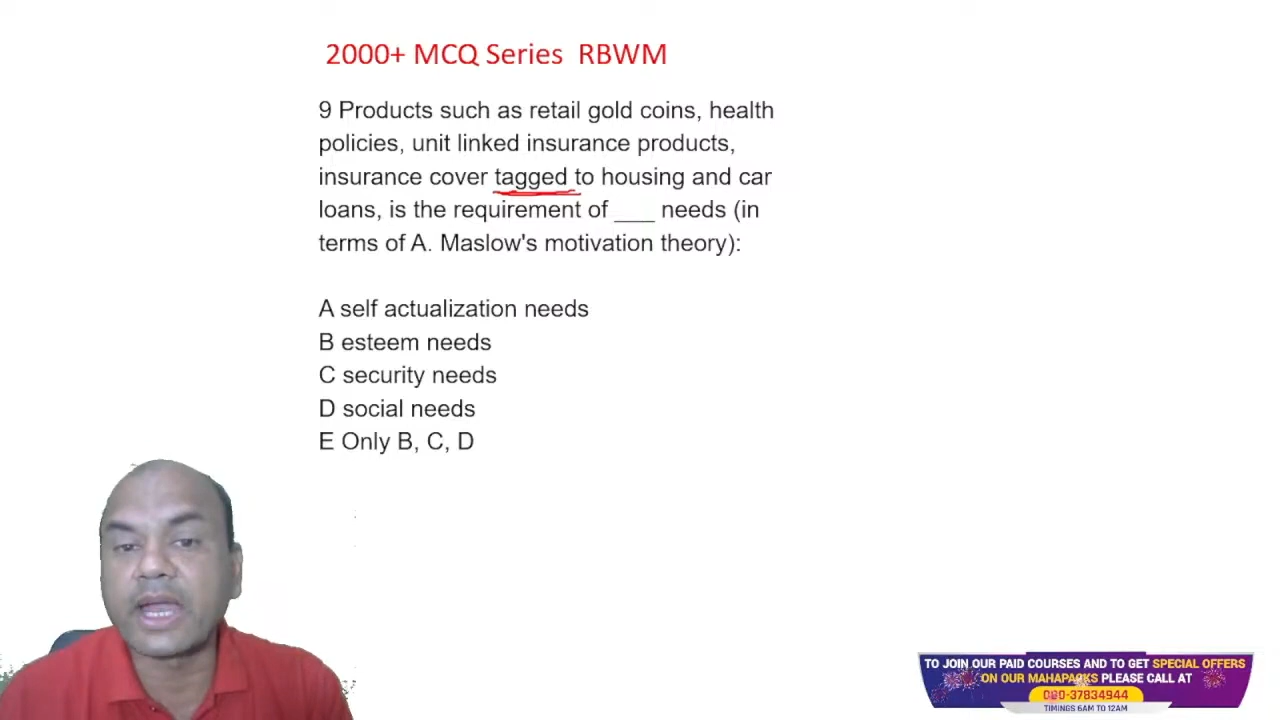 2000+ MCQ Series RBWM
9 Products such as retail gold coins, health
policies, unit linked insurance products,
insurance cover tagged to housing and car
loans, is the requirement of ___ needs (in
terms of A. Maslow's motivation theory):
A self actualization needs
B esteem needs
C security needs
D social needs
E Only B, C, D
TO JOIN OUR PAID COURSES AND TO GET SPECIAL OFFERS
ON OUR MAHAPACKS PLEASE CALL AT
080-37834944
TIMINGS 6AM TO 12AM